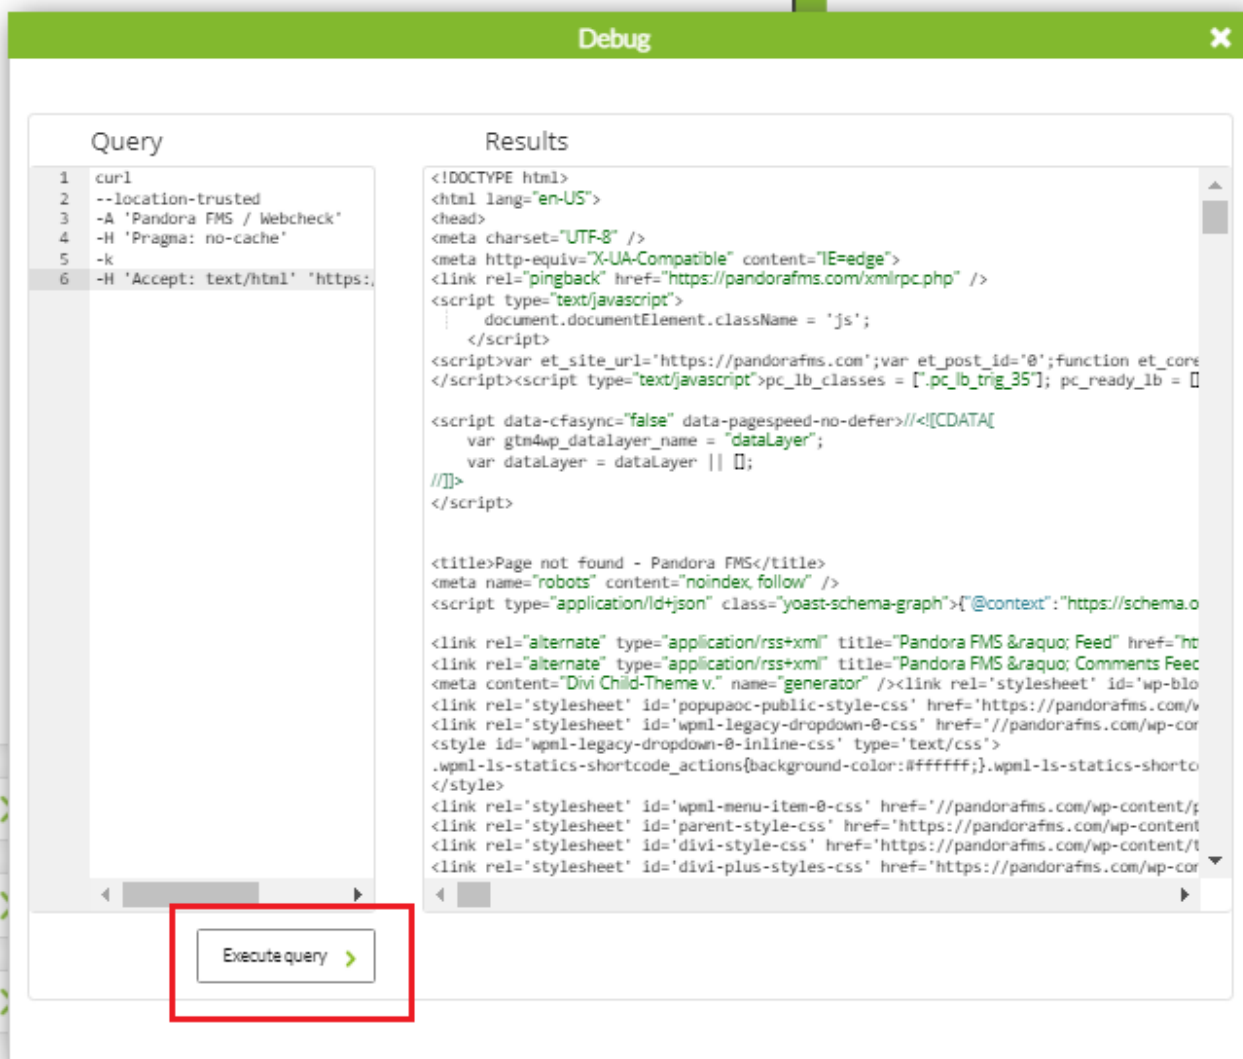 Debug
Query
Results
1 curl
2 --location-trusted
3 -A 'Pandora FMS / Webcheck'
4 -H 'Pragma: no-cache'
5 -k
6 -H 'Accept: text/html' 'https:/
<!DOCTYPE html>
<html lang="en-US">
<head>
<meta charset="UTF-8" />
<meta http-equiv="X-UA-Compatible" content="IE=edge">
<link rel="pingback" href="https://pandorafms.com/xmlrpc.php" />
<script type="text/javascript">
document.documentElement.className = 'js';
</script>
<script>var et_site_url='https://pandorafms.com';var et_post_id='0';function et_core
</script><script type="text/javascript">pc_lb_classes = [".pc_lb_trig_35"]; pc_ready_lb = []
<script data-cfasync="false" data-pagespeed-no-defer>//<![CDATA[
var gtm4wp_datalayer_name = "dataLayer";
var dataLayer = dataLayer || [];
//]]>
</script>
<title>Page not found - Pandora FMS</title>
<meta name="robots" content="noindex, follow" />
<script type="application/ld+json" class="yoast-schema-graph">{"@context":"https://schema.o
<link rel="alternate" type="application/rss+xml" title="Pandora FMS &raquo; Feed" href="htt
<link rel="alternate" type="application/rss+xml" title="Pandora FMS &raquo; Comments Feed
<meta content="Divi Child-Theme v." name="generator" /><link rel='stylesheet' id='wp-blo
<link rel='stylesheet' id='popupaoc-public-style-css' href='https://pandorafms.com/w
<link rel='stylesheet' id='wpml-legacy-dropdown-0-css' href='//pandorafms.com/wp-con
<style id='wpml-legacy-dropdown-0-inline-css' type='text/css'>
.wpml-ls-statics-shortcode_actions{background-color:#ffffff;}.wpml-ls-statics-shortco
</style>
<link rel='stylesheet' id='wpml-menu-item-0-css' href='//pandorafms.com/wp-content/p
<link rel='stylesheet' id='parent-style-css' href='https://pandorafms.com/wp-content
<link rel='stylesheet' id='divi-style-css' href='https://pandorafms.com/wp-content/t
<link rel='stylesheet' id='divi-plus-styles-css' href='https://pandorafms.com/wp-con
Execute query